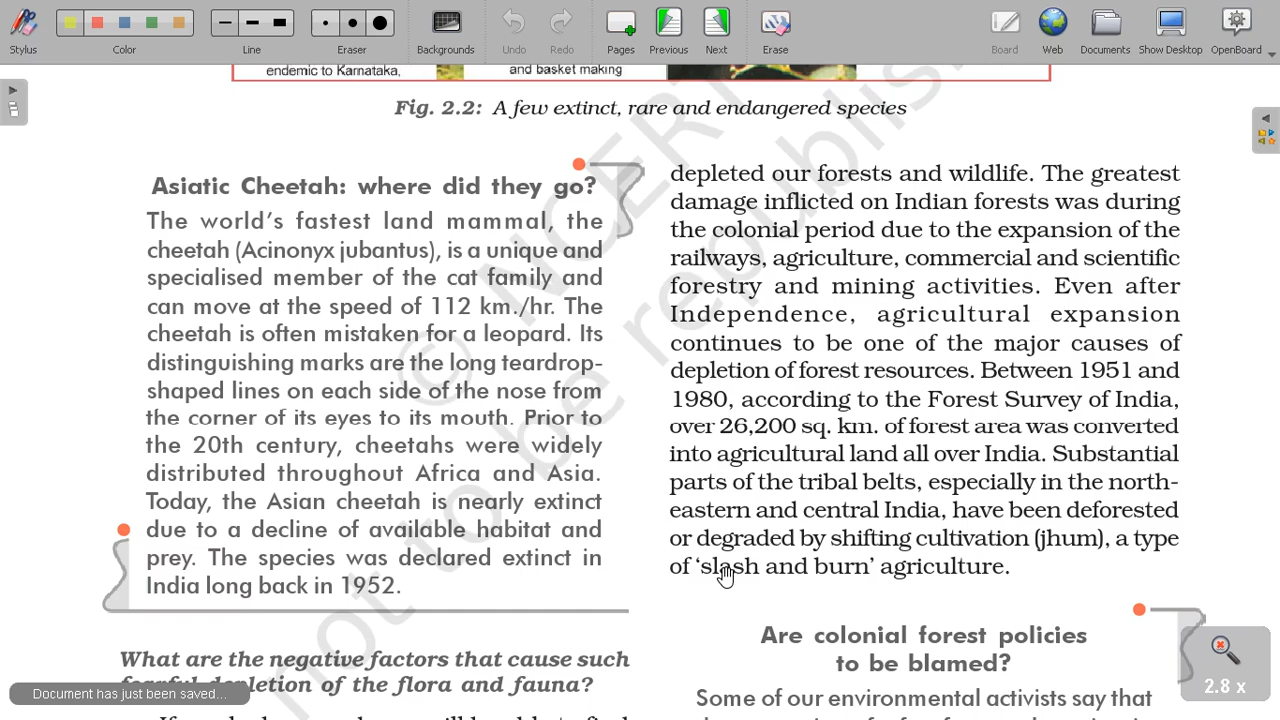 Stylus
Color
Line
Eraser
Backgrounds
Undo
Redo
Pages
Previous
Next
Erase
Board
Web
Documents
Show Desktop
OpenBoard
endemic to Karnataka,
and basket making
Fig. 2.2: A few extinct, rare and endangered species
Asiatic Cheetah: where did they go?
The world's fastest land mammal, the
cheetah (Acinonyx jubantus), is a unique and
specialised member of the cat family and
can move at the speed of 112 km./hr. The
cheetah is often mistaken for a leopard. Its
distinguishing marks are the long teardrop-
shaped lines on each side of the nose from
the corner of its eyes to its mouth. Prior to
the 20th century, cheetahs were widely
distributed throughout Africa and Asia.
Today, the Asian cheetah is nearly extinct
due to a decline of available habitat and
prey. The species was declared extinct in
India long back in 1952.
What are the negative factors that cause such
fearful depletion of the flora and fauna?
depleted our forests and wildlife. The greatest
damage inflicted on Indian forests was during
the colonial period due to the expansion of the
railways, agriculture, commercial and scientific
forestry and mining activities. Even after
Independence, agricultural expansion
continues to be one of the major causes of
depletion of forest resources. Between 1951 and
1980, according to the Forest Survey of India,
over 26,200 sq. km. of forest area was converted
into agricultural land all over India. Substantial
parts of the tribal belts, especially in the north-
eastern and central India, have been deforested
or degraded by shifting cultivation (jhum), a type
of 'slash and burn' agriculture.
Are colonial forest policies
to be blamed?
Some of our environmental activists say that
© NCERT
not to be republis
Document has just been saved...
2.8 x